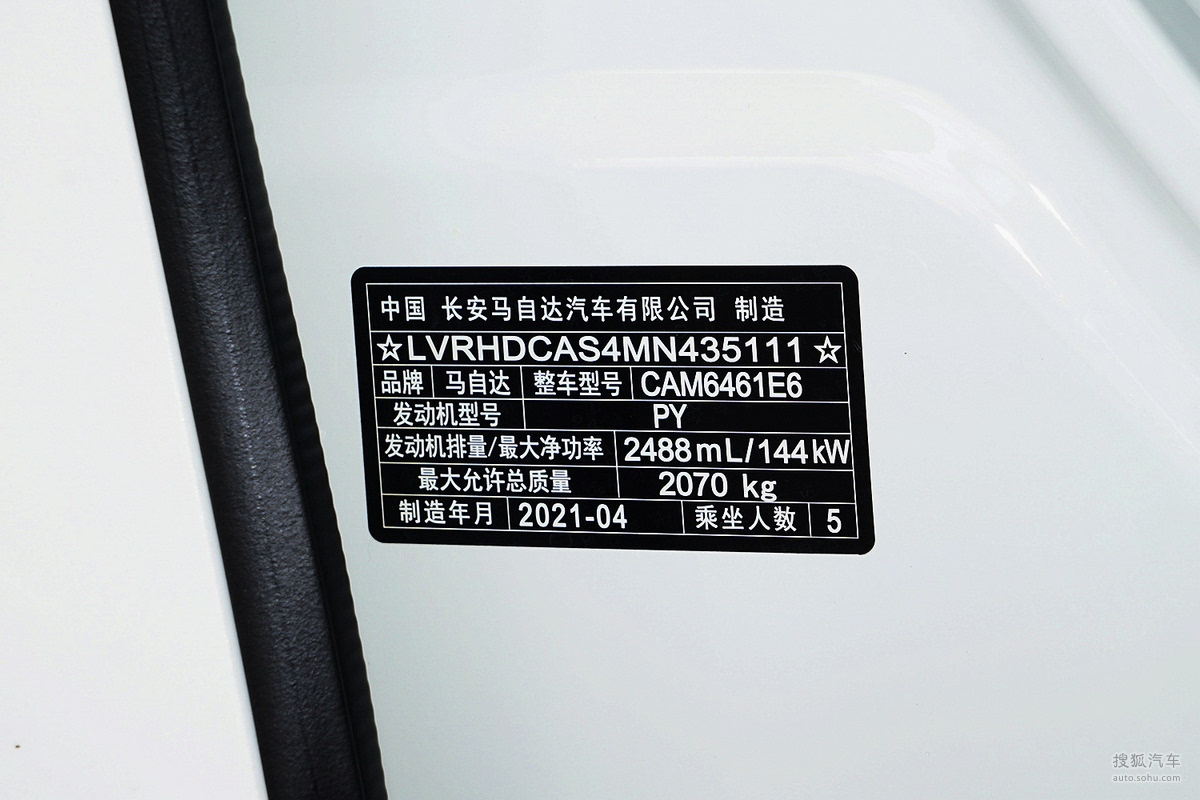 中国 长安马自达汽车有限公司 制造
☆LVRHDCAS4MN435111☆
品牌 马自达 整车型号 CAM6461E6
发动机型号 PY
发动机排量/最大净功率 2488mL/144kW
最大允许总质量 2070 kg
制造年月 2021-04 乘坐人数 5
搜狐汽车
auto.sohu.com